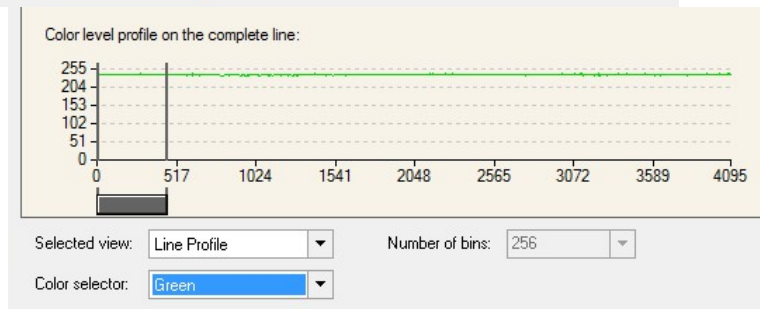 Color level profile on the complete line:
255
204
153
102
51
0
0 517 1024 1541 2048 2565 3072 3589 4095
Selected view: Line Profile Number of bins: 256
Color selector: Green